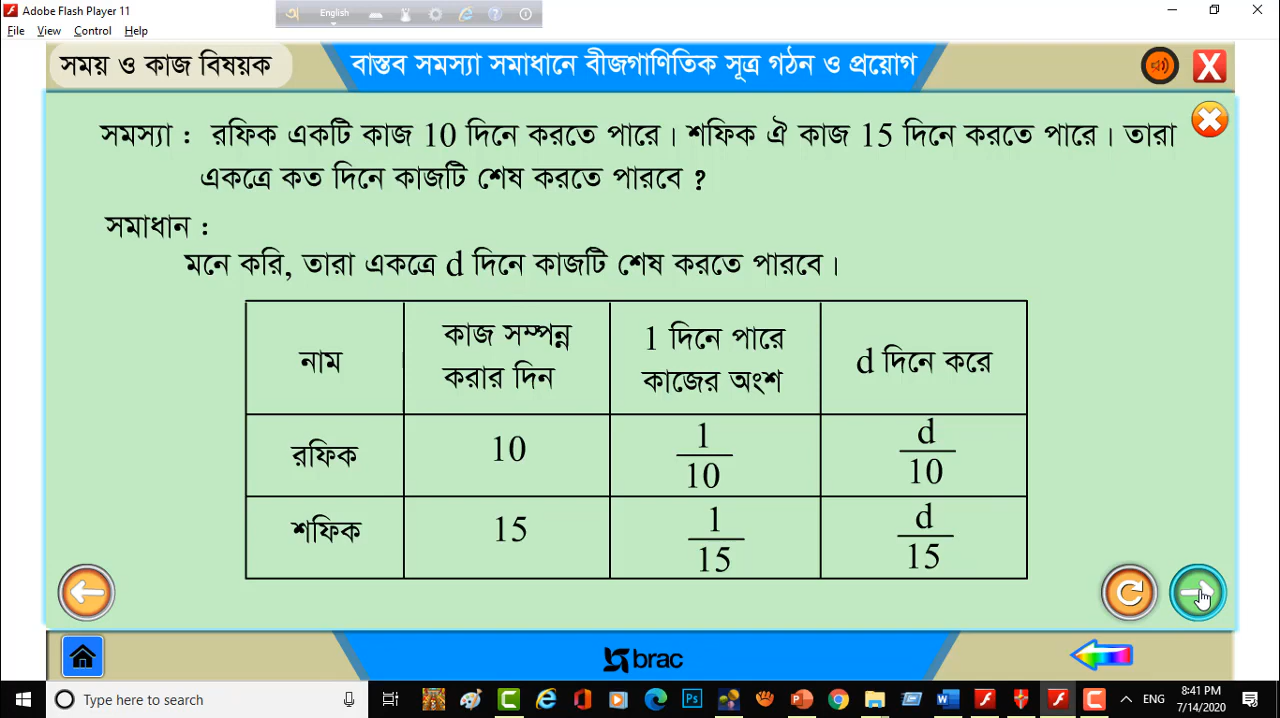 Adobe Flash Player 11
English
File View Control Help
সময় ও কাজ বিষয়ক
বাস্তব সমস্যা সমাধানে বীজগাণিতিক সূত্র গঠন ও প্রয়োগ
সমস্যা : রফিক একটি কাজ 10 দিনে করতে পারে। শফিক ঐ কাজ 15 দিনে করতে পারে। তারা
একত্রে কত দিনে কাজটি শেষ করতে পারবে ?
সমাধান :
মনে করি, তারা একত্রে d দিনে কাজটি শেষ করতে পারবে।
নাম
কাজ সম্পন্ন
করার দিন
1 দিনে পারে
কাজের অংশ
d দিনে করে
রফিক
10
1
10
d
10
শফিক
15
1
15
d
15
brac
Type here to search
ENG
8:41 PM
7/14/2020